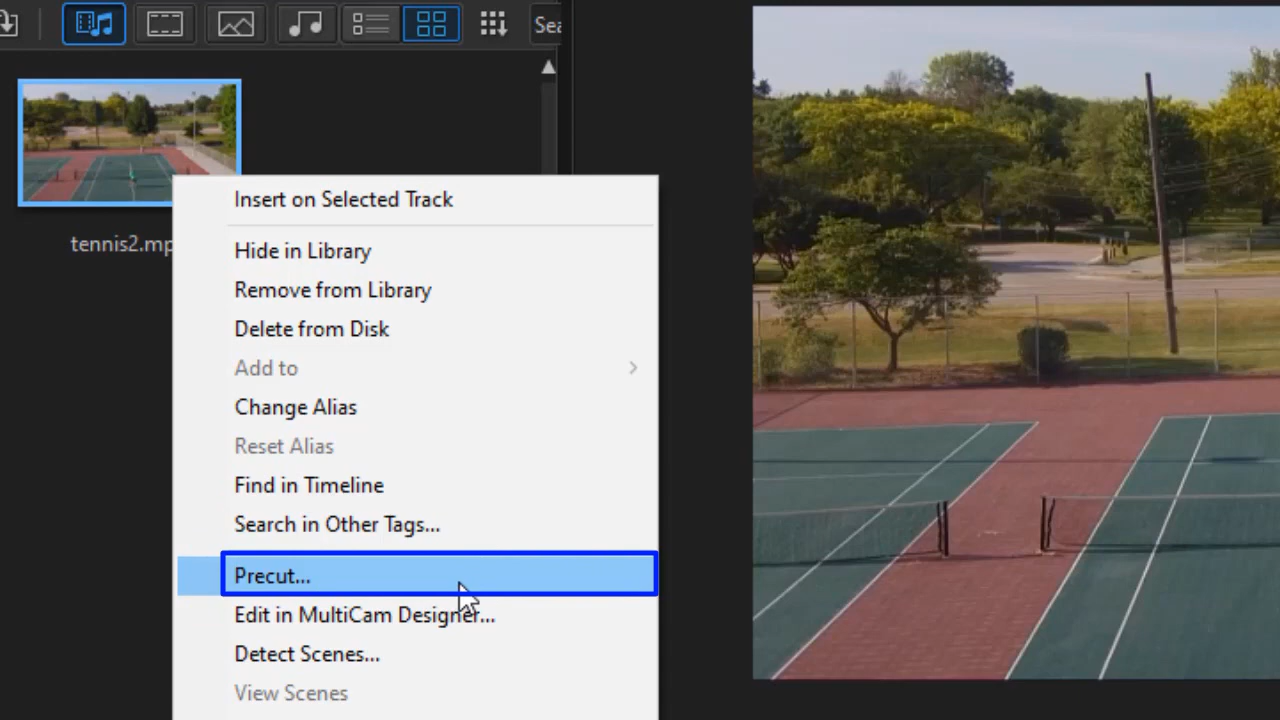 Sea
tennis2.mp
Insert on Selected Track
Hide in Library
Remove from Library
Delete from Disk
Add to
Change Alias
Reset Alias
Find in Timeline
Search in Other Tags...
Precut...
Edit in MultiCam Designer...
Detect Scenes...
View Scenes